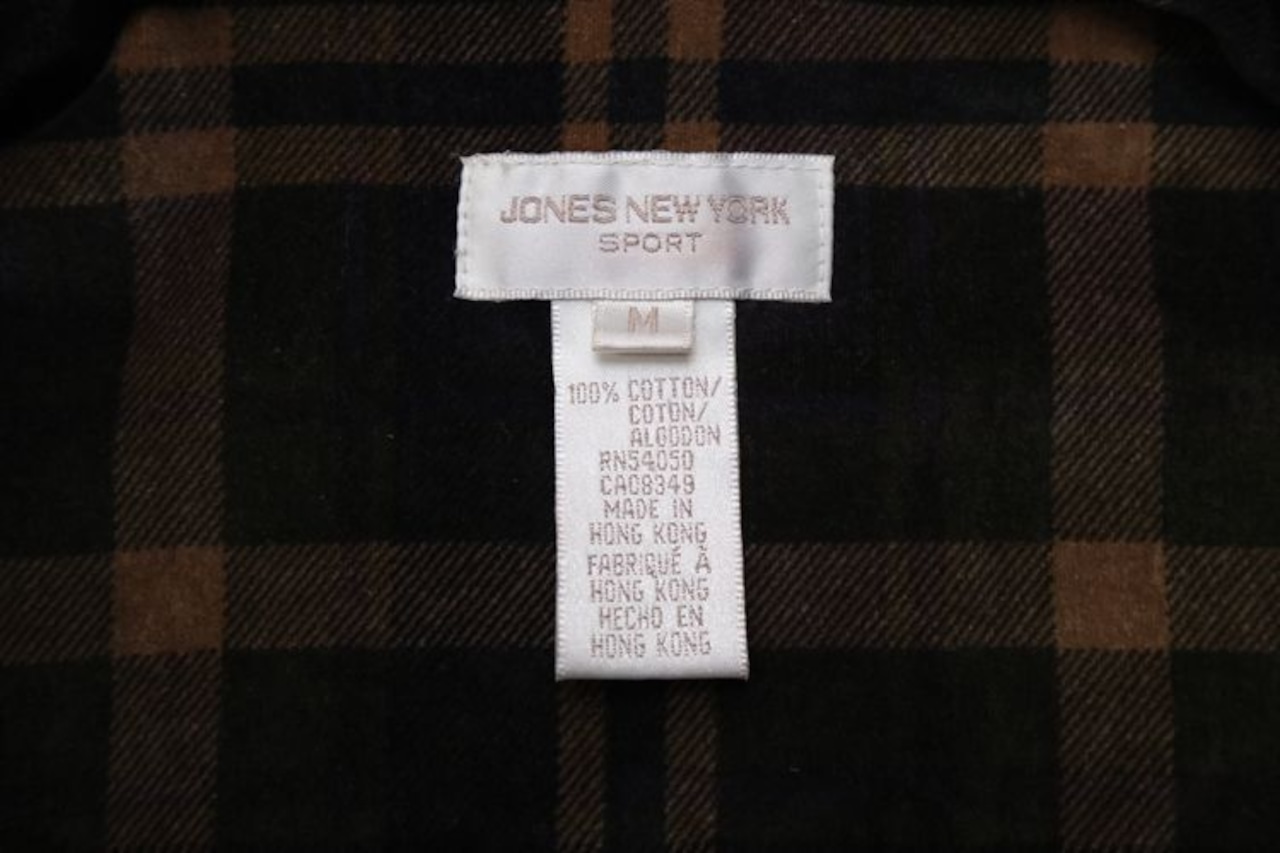 JONES NEW YORK
SPORT
M
100% COTTON/
COTON/
ALGODON
RN54050
CA08349
MADE IN
HONG KONG
FABRIQUÉ À
HONG KONG
HECHO EN
HONG KONG